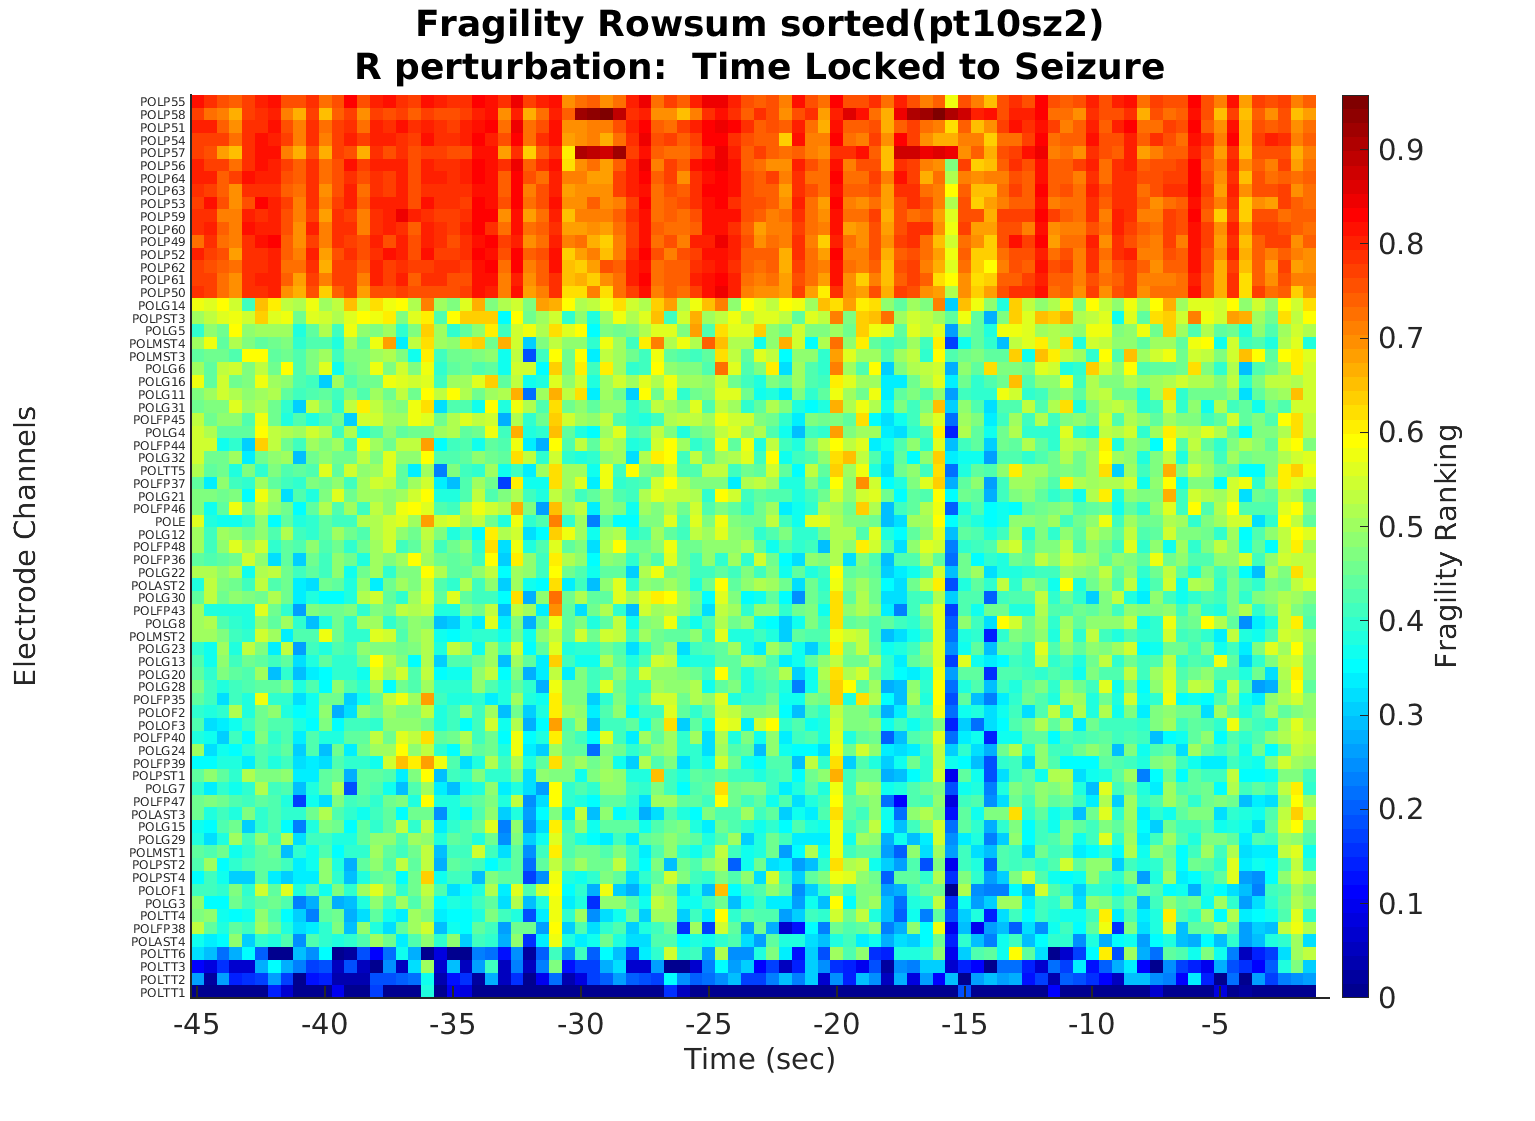 Fragility Rowsum sorted(pt10sz2)
R perturbation:  Time Locked to Seizure
Electrode Channels
POLP55
POLP58
POLP51
POLP54
POLP57
POLP56
POLP64
POLP63
POLP53
POLP59
POLP60
POLP49
POLP52
POLP62
POLP61
POLP50
POLG14
POLPST3
POLG5
POLMST4
POLMST3
POLG6
POLG16
POLG11
POLG31
POLFP45
POLG4
POLFP44
POLG32
POLTT5
POLFP37
POLG21
POLFP46
POLE
POLG12
POLFP48
POLFP36
POLG22
POLAST2
POLG30
POLFP43
POLG8
POLMST2
POLG23
POLG13
POLG20
POLG28
POLFP35
POLOF2
POLOF3
POLFP40
POLG24
POLFP39
POLPST1
POLG7
POLFP47
POLAST3
POLG15
POLG29
POLMST1
POLPST2
POLPST4
POLOF1
POLG3
POLTT4
POLFP38
POLAST4
POLTT6
POLTT3
POLTT2
POLTT1
-45 -40 -35 -30 -25 -20 -15 -10 -5
Time (sec)
0.9
0.8
0.7
0.6
0.5
0.4
0.3
0.2
0.1
0
Fragility Ranking